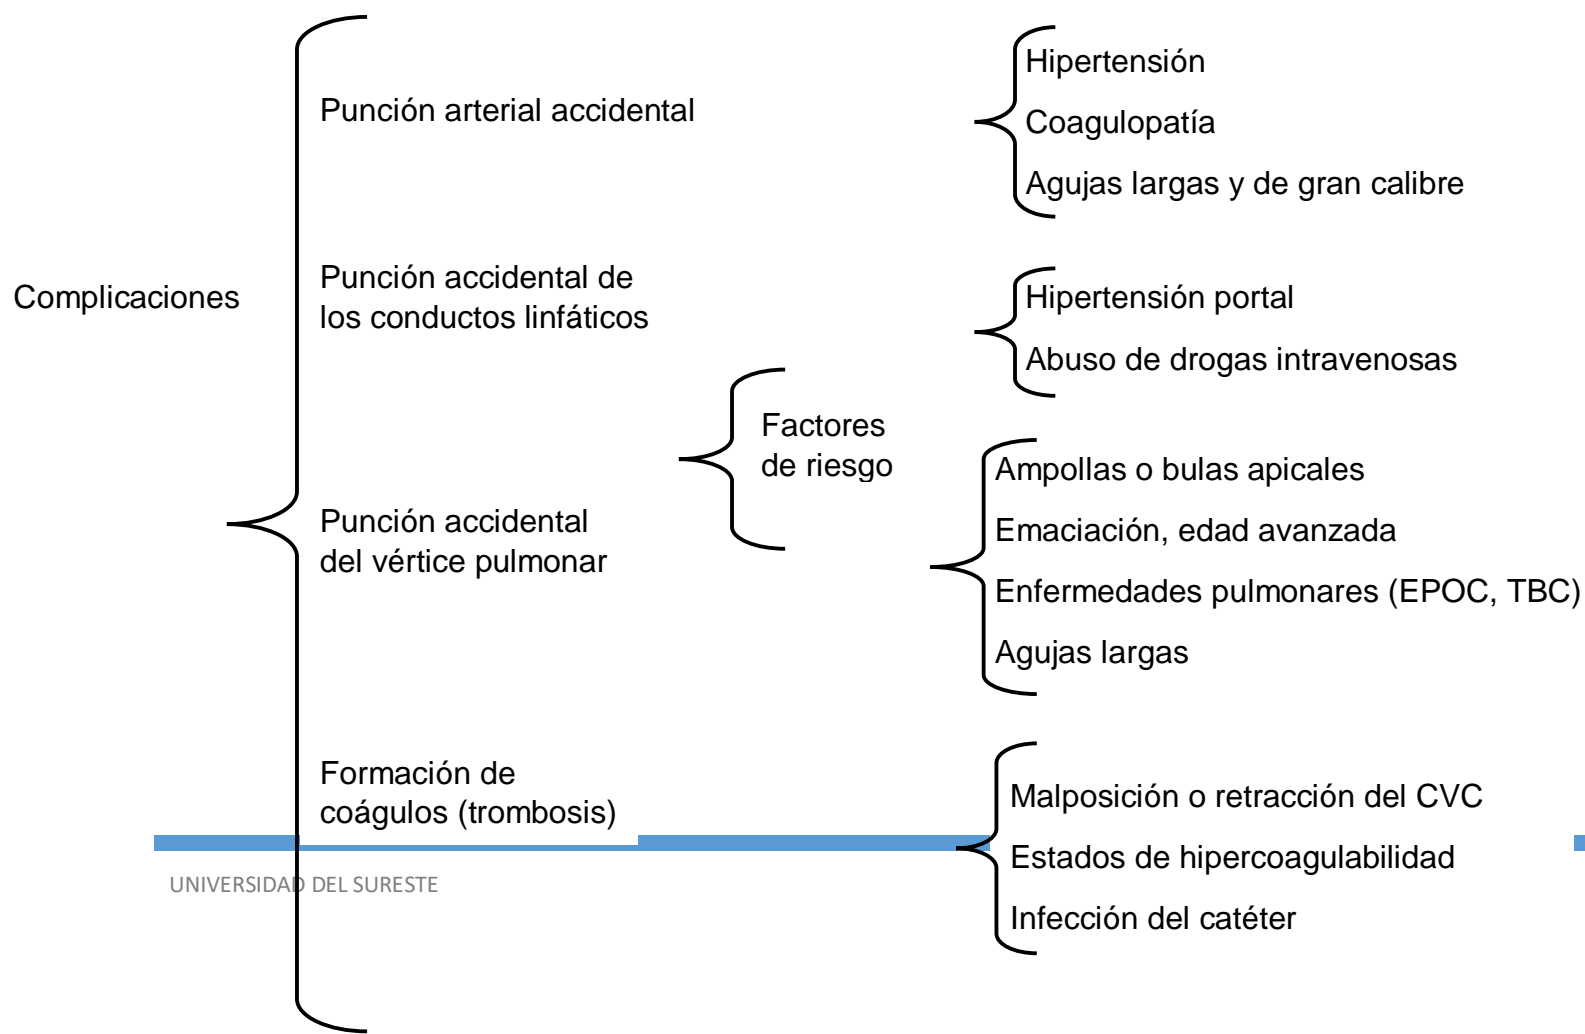 Complicaciones
Punción arterial accidental
Hipertensión
Coagulopatía
Agujas largas y de gran calibre
Punción accidental de
los conductos linfáticos
Hipertensión portal
Abuso de drogas intravenosas
Factores
de riesgo
Punción accidental
del vértice pulmonar
Ampollas o bulas apicales
Emaciación, edad avanzada
Enfermedades pulmonares (EPOC, TBC)
Agujas largas
Formación de
coágulos (trombosis)
Malposición o retracción del CVC
Estados de hipercoagulabilidad
Infección del catéter
UNIVERSIDAD DEL SURESTE